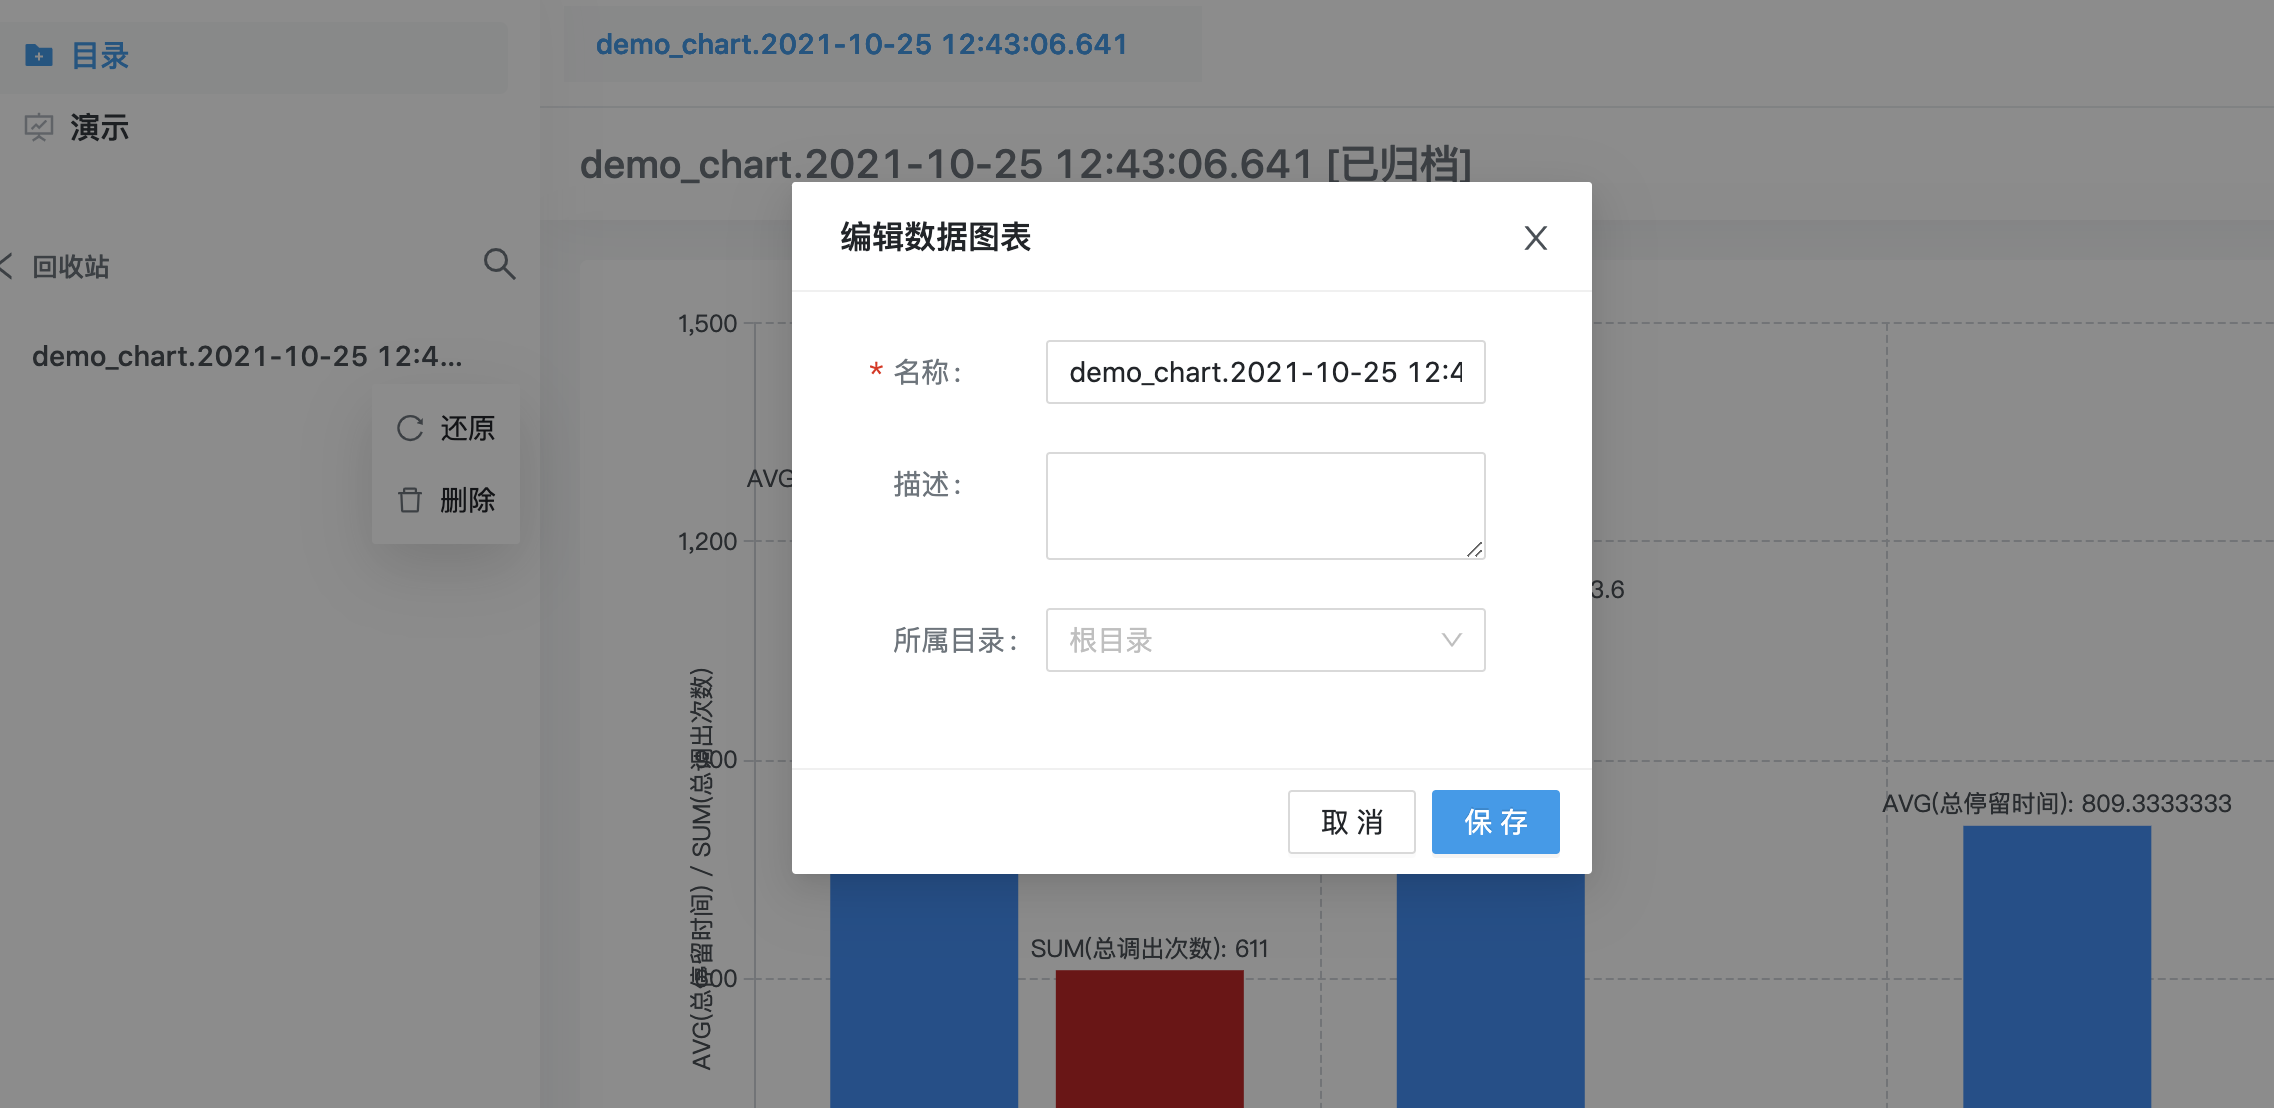 目录
演示
回收站
demo_chart.2021-10-25 12:4...
还原
删除
demo_chart.2021-10-25 12:43:06.641
demo_chart.2021-10-25 12:43:06.641 [已归档]
编辑数据图表
* 名称:
demo_chart.2021-10-25 12:4
描述:
所属目录:
根目录
取 消
保 存
1,500
1,200
AVG(总停留时间) / SUM(总调出次数)
AVG
3.6
SUM(总调出次数): 611
AVG(总停留时间): 809.3333333